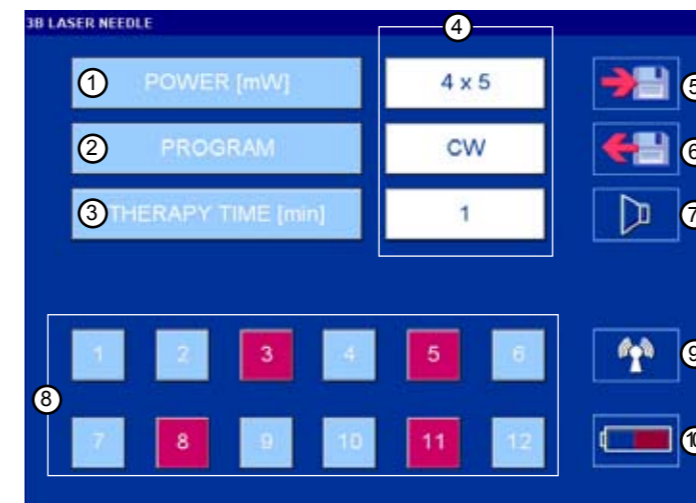 3B LASER NEEDLE
4
1 POWER [mW] 4 x 5 5
2 PROGRAM CW 6
3 THERAPY TIME [min] 1 7
1 2 3 4 5 6 9
8
7 8 9 10 11 12 10